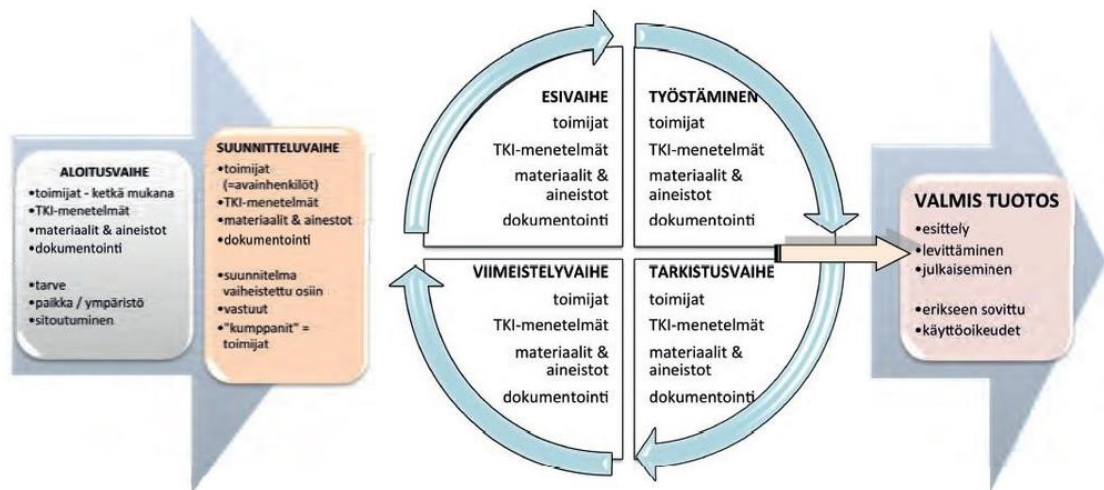 ALOITUSVAIHE
•toimijat - ketkä mukana
•TKI-menetelmät
•materiaalit & aineistot
•dokumentointi
•tarve
•paikka / ympäristö
•sitoutuminen
SUUNNITTELUVAIHE
•toimijat
(=avainhenkilöt)
•TKI-menetelmät
•materiaalit & ainestot
•dokumentointi
•suunnitelma
vaiheistettu osiin
•vastuut
•"kumppanit" =
toimijat
ESIVAIHE
toimijat
TKI-menetelmät
materiaalit &
aineistot
dokumentointi
TYÖSTÄMINEN
toimijat
TKI-menetelmät
materiaalit &
aineistot
dokumentointi
VIIMEISTELYVAIHE
toimijat
TKI-menetelmät
materiaalit &
aineistot
dokumentointi
TARKISTUSVAIHE
toimijat
TKI-menetelmät
materiaalit &
aineistot
dokumentointi
VALMIS TUOTOS
•esittely
•levittäminen
•julkaiseminen
•erikseen sovittu
•käyttöoikeudet